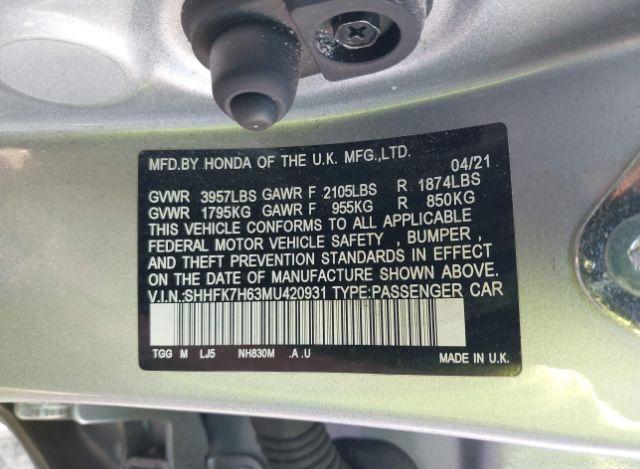 MFD.BY HONDA OF THE U.K. MFG.,LTD. 04/21
GVWR 3957LBS GAWR F 2105LBS R 1874LBS
GVWR 1795KG GAWR F 955KG R 850KG
THIS VEHICLE CONFORMS TO ALL APPLICABLE
FEDERAL MOTOR VEHICLE SAFETY , BUMPER ,
AND THEFT PREVENTION STANDARDS IN EFFECT
ON THE DATE OF MANUFACTURE SHOWN ABOVE.
V.I.N.:SHHFK7H63MU420931 TYPE:PASSENGER CAR
TGG M LJ5 NH830M .A .U MADE IN U.K.